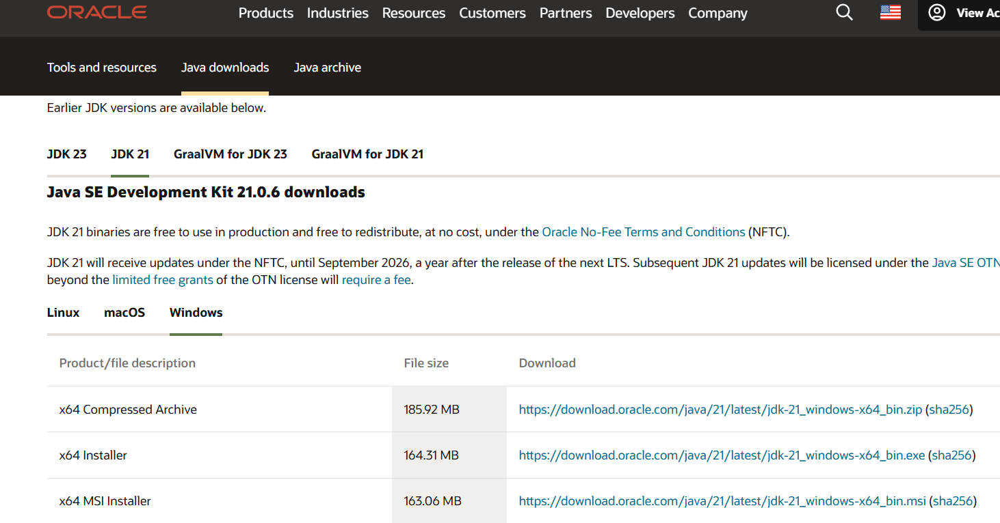 ORACLE Products Industries Resources Customers Partners Developers Company View Ac
Tools and resources Java downloads Java archive
Earlier JDK versions are available below.
JDK 23 JDK 21 GraalVM for JDK 23 GraalVM for JDK 21
Java SE Development Kit 21.0.6 downloads
JDK 21 binaries are free to use in production and free to redistribute, at no cost, under the Oracle No-Fee Terms and Conditions (NFTC).
JDK 21 will receive updates under the NFTC, until September 2026, a year after the release of the next LTS. Subsequent JDK 21 updates will be licensed under the Java SE OTN
beyond the limited free grants of the OTN license will require a fee.
Linux macOS Windows
Product/file description File size Download
x64 Compressed Archive 185.92 MB https://download.oracle.com/java/21/latest/jdk-21_windows-x64_bin.zip (sha256)
x64 Installer 164.31 MB https://download.oracle.com/java/21/latest/jdk-21_windows-x64_bin.exe (sha256)
x64 MSI Installer 163.06 MB https://download.oracle.com/java/21/latest/jdk-21_windows-x64_bin.msi (sha256)